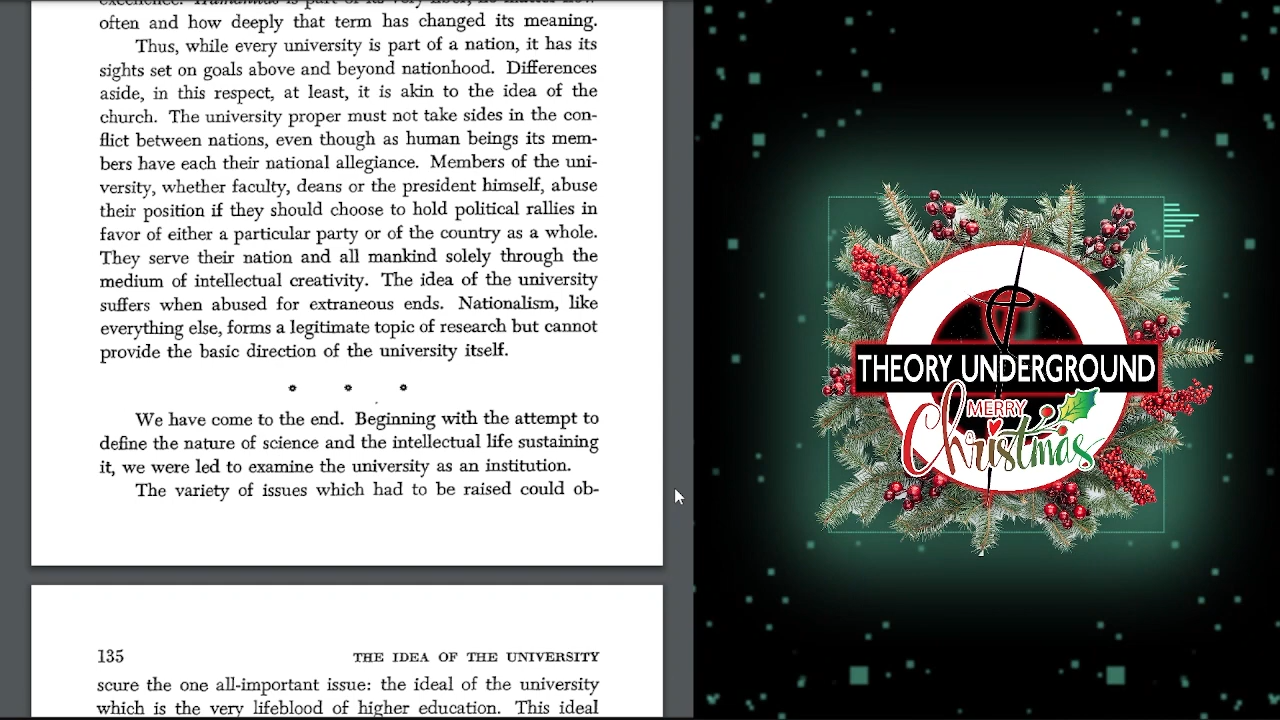 excellence. Humanitas is part of its very fiber, no matter how
often and how deeply that term has changed its meaning.
Thus, while every university is part of a nation, it has its
sights set on goals above and beyond nationhood. Differences
aside, in this respect, at least, it is akin to the idea of the
church. The university proper must not take sides in the con-
flict between nations, even though as human beings its mem-
bers have each their national allegiance. Members of the uni-
versity, whether faculty, deans or the president himself, abuse
their position if they should choose to hold political rallies in
favor of either a particular party or of the country as a whole.
They serve their nation and all mankind solely through the
medium of intellectual creativity. The idea of the university
suffers when abused for extraneous ends. Nationalism, like
everything else, forms a legitimate topic of research but cannot
provide the basic direction of the university itself.
We have come to the end. Beginning with the attempt to
define the nature of science and the intellectual life sustaining
it, we were led to examine the university as an institution.
The variety of issues which had to be raised could ob-
135 THE IDEA OF THE UNIVERSITY
scure the one all-important issue: the ideal of the university
which is the very lifeblood of higher education. This ideal
THEORY UNDERGROUND
MERRY
Christmas